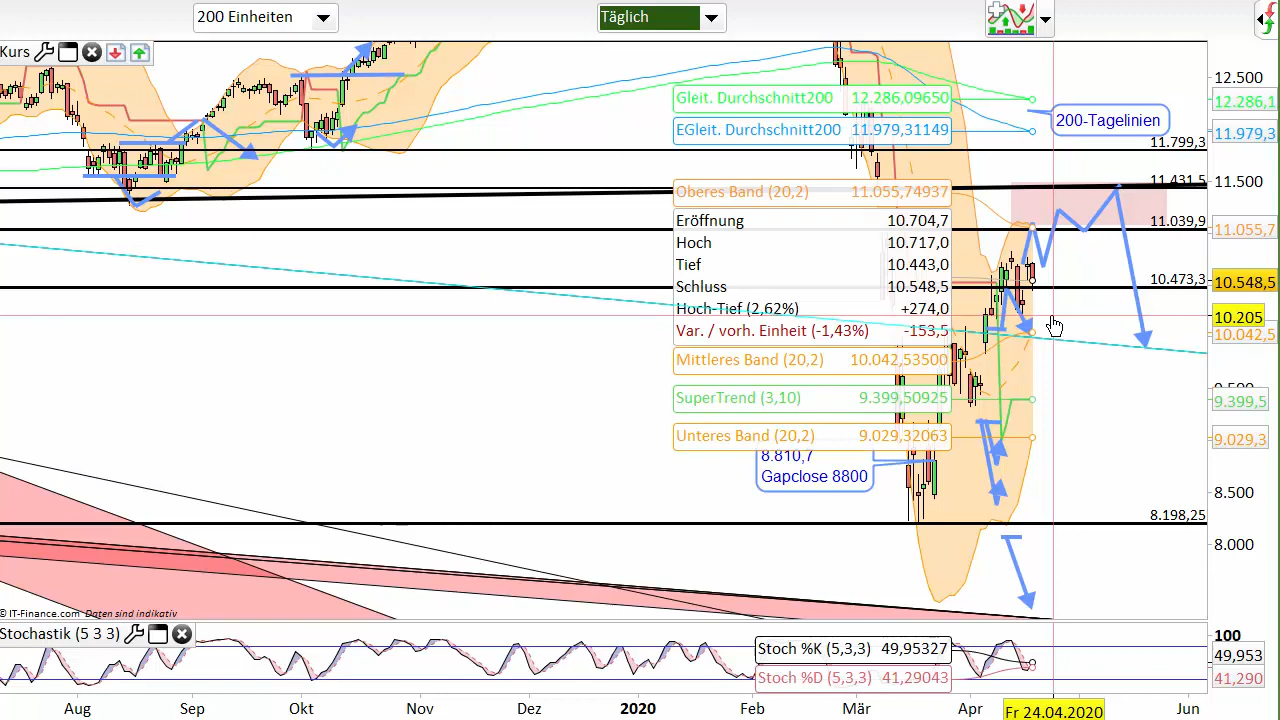 200 Einheiten
Täglich
Kurs
12.500
Gleit. Durchschnitt200 12.286,09650
12.286,1
200-Tagelinien
EGleit. Durchschnitt200 11.979,31149
11.979,3
11.799,3
11.500
11.431,5
Oberes Band (20,2) 11.055,74937
Eröffnung 10.704,7
11.039,9
11.055,7
Hoch 10.717,0
Tief 10.443,0
Schluss 10.548,5
10.473,3
10.548,5
Hoch-Tief (2,62%) +274,0
10.205
Var. / vorh. Einheit (-1,43%) -153,5
10.042,5
Mittleres Band (20,2) 10.042,53500
SuperTrend (3,10) 9.399,50925
9.399,5
Unteres Band (20,2) 9.029,32063
9.029,3
8.810,7
Gapclose 8800
8.500
8.198,25
8.000
© IT-Finance.com Daten sind indikativ
Stochastik (5 3 3)
100
Stoch %K (5,3,3) 49,95327
49,953
Stoch %D (5,3,3) 41,29043
41,290
Aug Sep Okt Nov Dez 2020 Feb Mär Apr Fr 24.04.2020 Jun